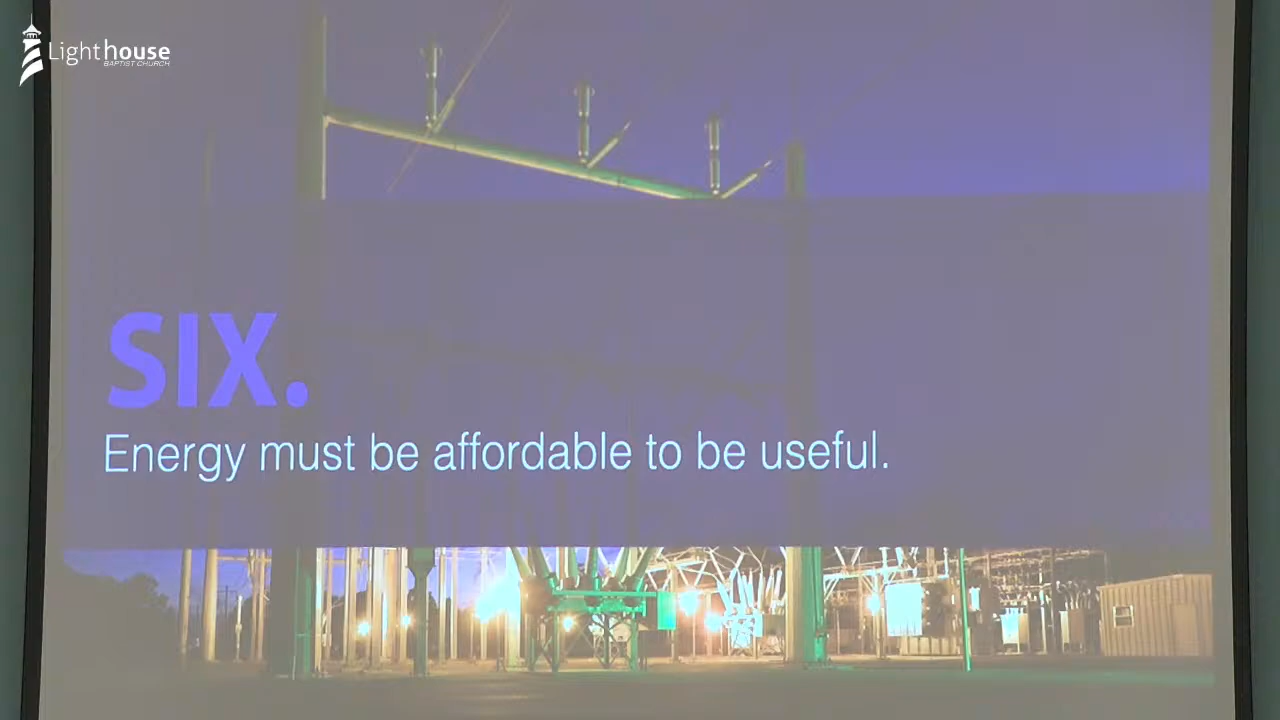 Lighthouse
BAPTIST CHURCH
SIX.
Energy must be affordable to be useful.